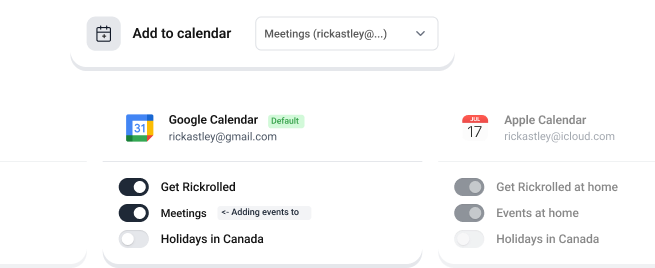 Add to calendar
Meetings (rickastley@...)
31
Google Calendar Default
rickastley@gmail.com
Get Rickrolled
Meetings <- Adding events to
Holidays in Canada
JUL
17
Apple Calendar
rickastley@icloud.com
Get Rickrolled at home
Events at home
Holidays in Canada